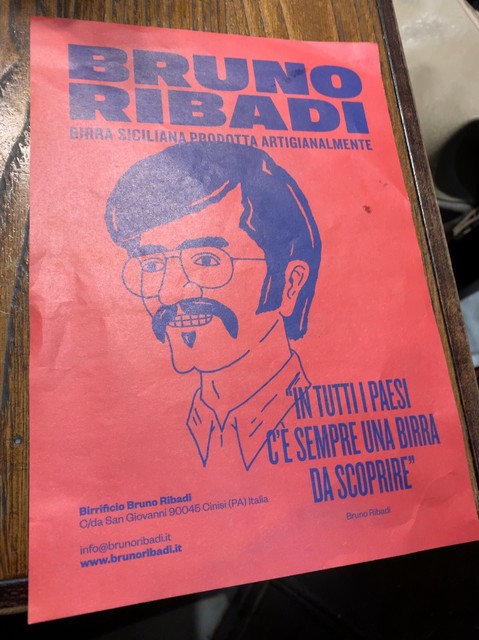 BRUNO
RIBADI
BIRRA SICILIANA PRODOTTA ARTIGIANALMENTE
“IN TUTTI I PAESI
C'È SEMPRE UNA BIRRA
DA SCOPRIRE”
Bruno Ribadi
Birrificio Bruno Ribadi
C/da San Giovanni 90045 Cinisi (PA) Italia
info@brunoribadi.it
www.brunoribadi.it